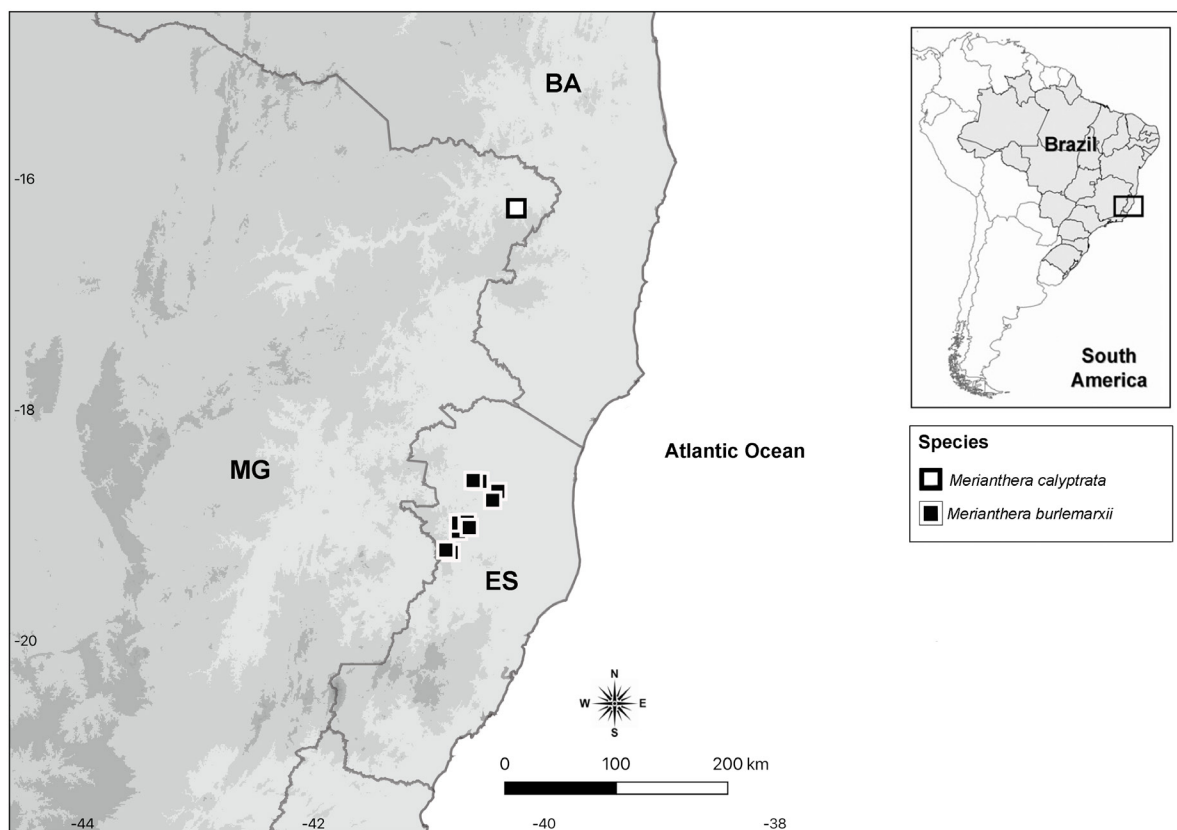 BA
-16
-18
MG
Atlantic Ocean
ES
-20
N
W E
S
0 100 200 km
-44 -42 -40 -38
Brazil
South
America
Species
Merianthera calyptrata
Merianthera burlemarxii